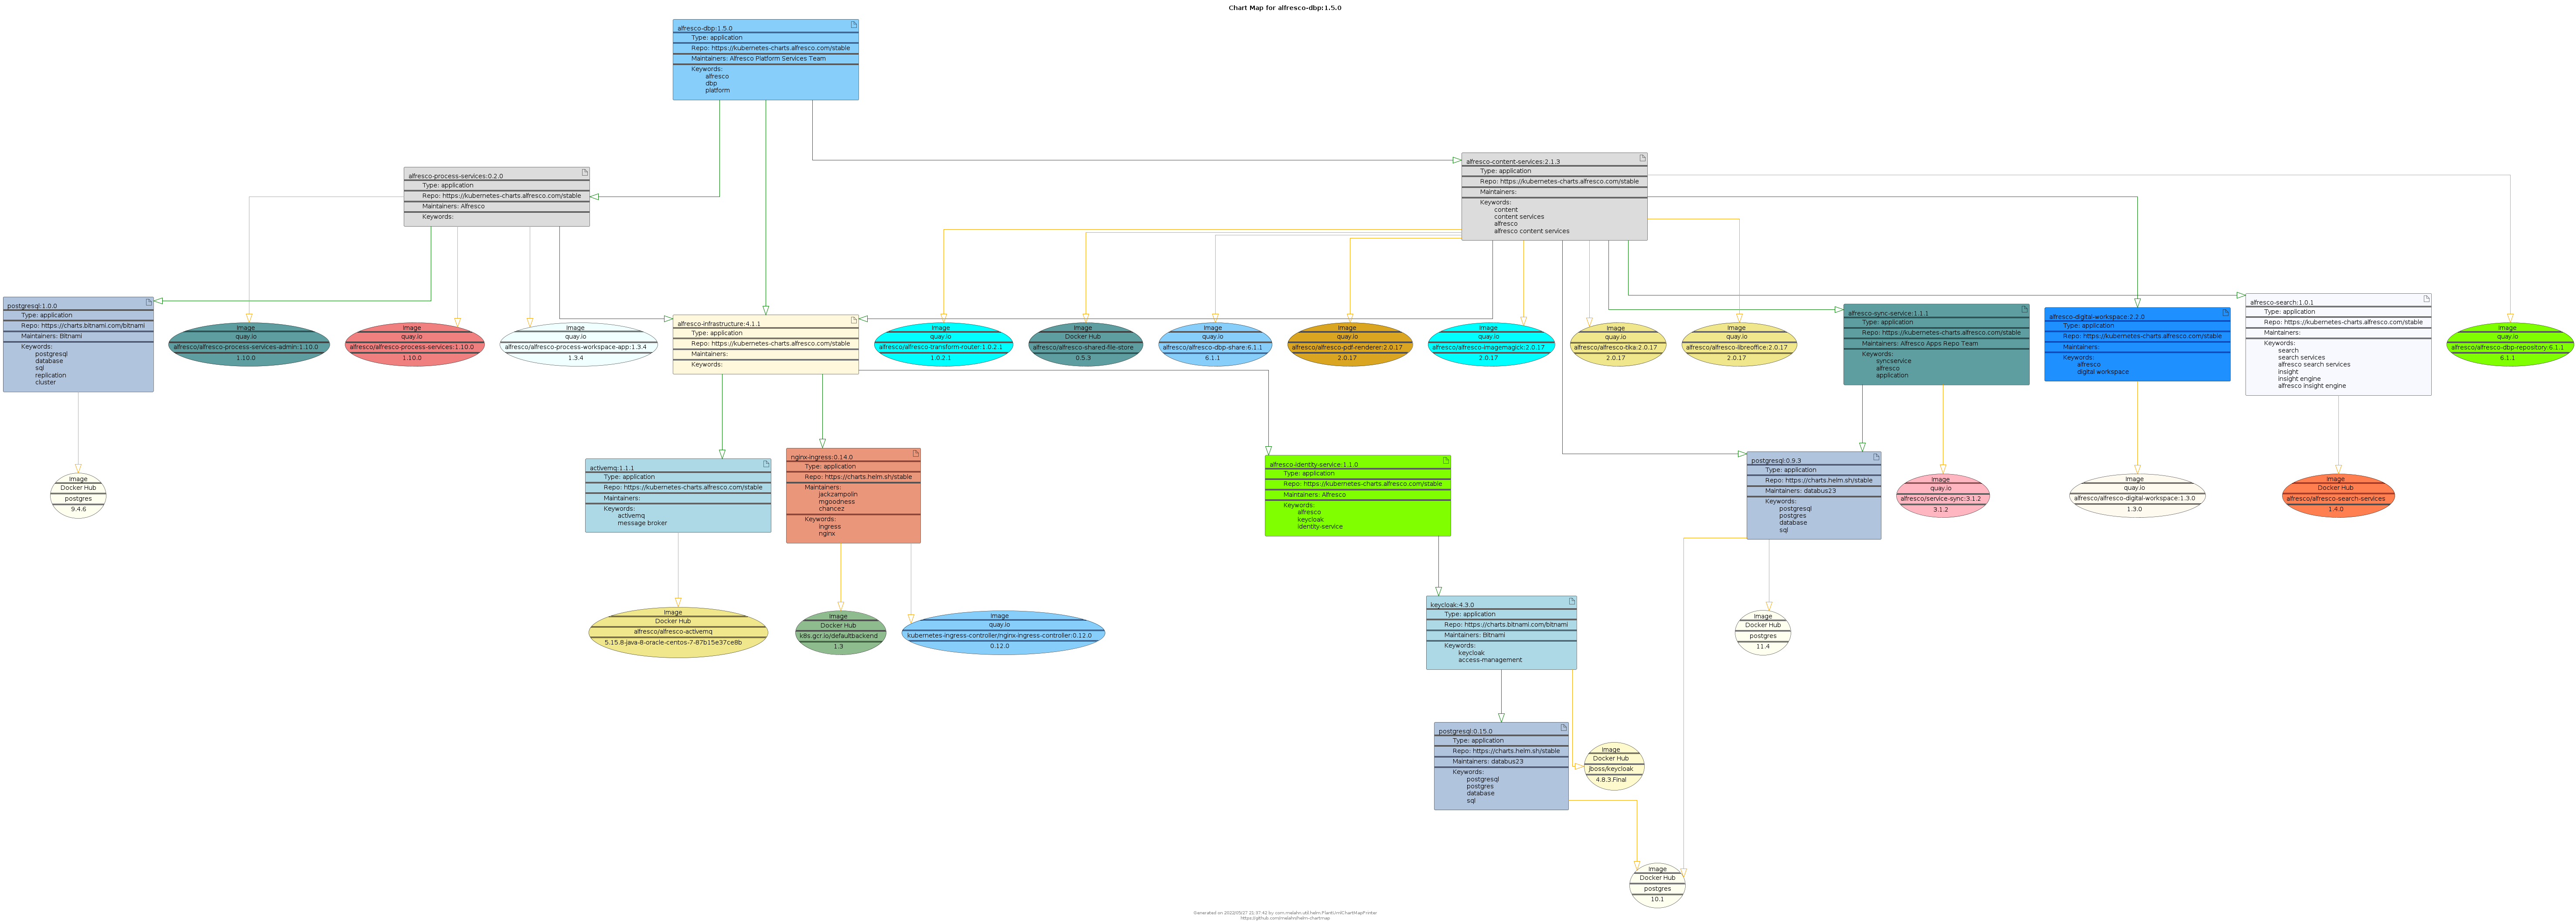 Chart Map for alfresco-dbp:1.5.0
alfresco-dbp:1.5.0
Type: application
Repo: https://kubernetes-charts.alfresco.com/stable
Maintainers: Alfresco Platform Services Team
Keywords:
alfresco
dbp
platform
alfresco-process-services:0.2.0
Type: application
Repo: https://kubernetes-charts.alfresco.com/stable
Maintainers: Alfresco
Keywords:
alfresco-content-services:2.1.3
Type: application
Repo: https://kubernetes-charts.alfresco.com/stable
Maintainers:
Keywords:
content
content services
alfresco
alfresco content services
postgresql:1.0.0
Type: application
Repo: https://charts.bitnami.com/bitnami
Maintainers: Bitnami
Keywords:
postgresql
database
sql
replication
cluster
Image
quay.io
alfresco/alfresco-process-services-admin:1.10.0
1.10.0
Image
quay.io
alfresco/alfresco-process-services:1.10.0
1.10.0
Image
quay.io
alfresco/alfresco-process-workspace-app:1.3.4
1.3.4
alfresco-infrastructure:4.1.1
Type: application
Repo: https://kubernetes-charts.alfresco.com/stable
Maintainers:
Keywords:
Image
quay.io
alfresco/alfresco-transform-router:1.0.2.1
1.0.2.1
Image
Docker Hub
alfresco/alfresco-shared-file-store
0.5.3
Image
quay.io
alfresco/alfresco-dbp-share:6.1.1
6.1.1
Image
quay.io
alfresco/alfresco-pdf-renderer:2.0.17
2.0.17
Image
quay.io
alfresco/alfresco-imagemagick:2.0.17
2.0.17
Image
quay.io
alfresco/alfresco-tika:2.0.17
2.0.17
Image
quay.io
alfresco/alfresco-libreoffice:2.0.17
2.0.17
alfresco-sync-service:1.1.1
Type: application
Repo: https://kubernetes-charts.alfresco.com/stable
Maintainers: Alfresco Apps Repo Team
Keywords:
syncservice
alfresco
application
alfresco-digital-workspace:2.2.0
Type: application
Repo: https://kubernetes-charts.alfresco.com/stable
Maintainers:
Keywords:
alfresco
digital workspace
alfresco-search:1.0.1
Type: application
Repo: https://kubernetes-charts.alfresco.com/stable
Maintainers:
Keywords:
search
search services
alfresco search services
insight
insight engine
alfresco insight engine
Image
quay.io
alfresco/alfresco-dbp-repository:6.1.1
6.1.1
Image
Docker Hub
postgres
9.4.6
activemq:1.1.1
Type: application
Repo: https://kubernetes-charts.alfresco.com/stable
Maintainers:
Keywords:
activemq
message broker
nginx-ingress:0.14.0
Type: application
Repo: https://charts.helm.sh/stable
Maintainers:
jackzampolin
mgoodness
chancez
Keywords:
ingress
nginx
alfresco-identity-service:1.1.0
Type: application
Repo: https://kubernetes-charts.alfresco.com/stable
Maintainers: Alfresco
Keywords:
alfresco
keycloak
identity-service
postgresql:0.9.3
Type: application
Repo: https://charts.helm.sh/stable
Maintainers: databus23
Keywords:
postgresql
postgres
database
sql
Image
quay.io
alfresco/service-sync:3.1.2
3.1.2
Image
quay.io
alfresco/alfresco-digital-workspace:1.3.0
1.3.0
Image
Docker Hub
alfresco/alfresco-search-services
1.4.0
Image
Docker Hub
alfresco/alfresco-activemq
5.15.8-java-8-oracle-centos-7-87b15e37ce8b
Image
Docker Hub
k8s.gcr.io/defaultbackend
1.3
Image
quay.io
kubernetes-ingress-controller/nginx-ingress-controller:0.12.0
0.12.0
keycloak:4.3.0
Type: application
Repo: https://charts.bitnami.com/bitnami
Maintainers: Bitnami
Keywords:
keycloak
access-management
Image
Docker Hub
postgres
11.4
postgresql:0.15.0
Type: application
Repo: https://charts.helm.sh/stable
Maintainers: databus23
Keywords:
postgresql
postgres
database
sql
Image
Docker Hub
jboss/keycloak
4.8.3.Final
Image
Docker Hub
postgres
10.1
Generated on 2022/05/27 21:37:42 by com.melahn.util.helm.PlantUmlChartMapPrinter
https://github.com/melahn/helm-chartmap